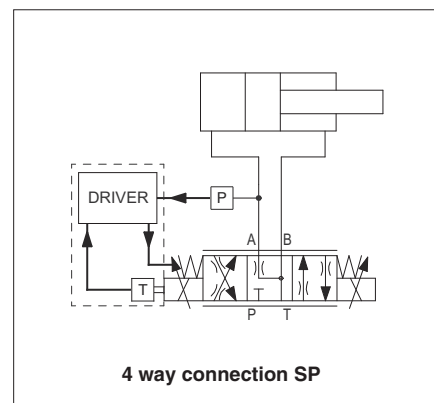 DRIVER
P
A B
T
T
P T
4 way connection SP